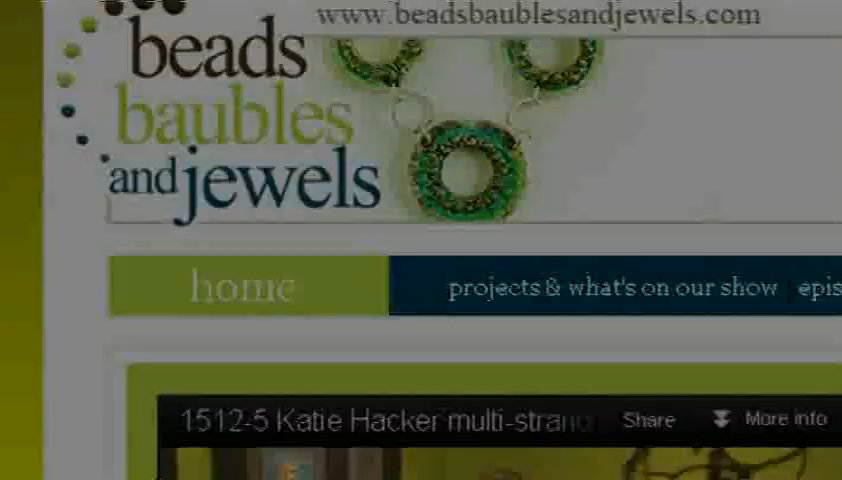 www.beadsbaublesandjewels.com
beads
baubles
and jewels
home
projects & what's on our show
1512-5 Katie Hacker multi-strand
Share
More info